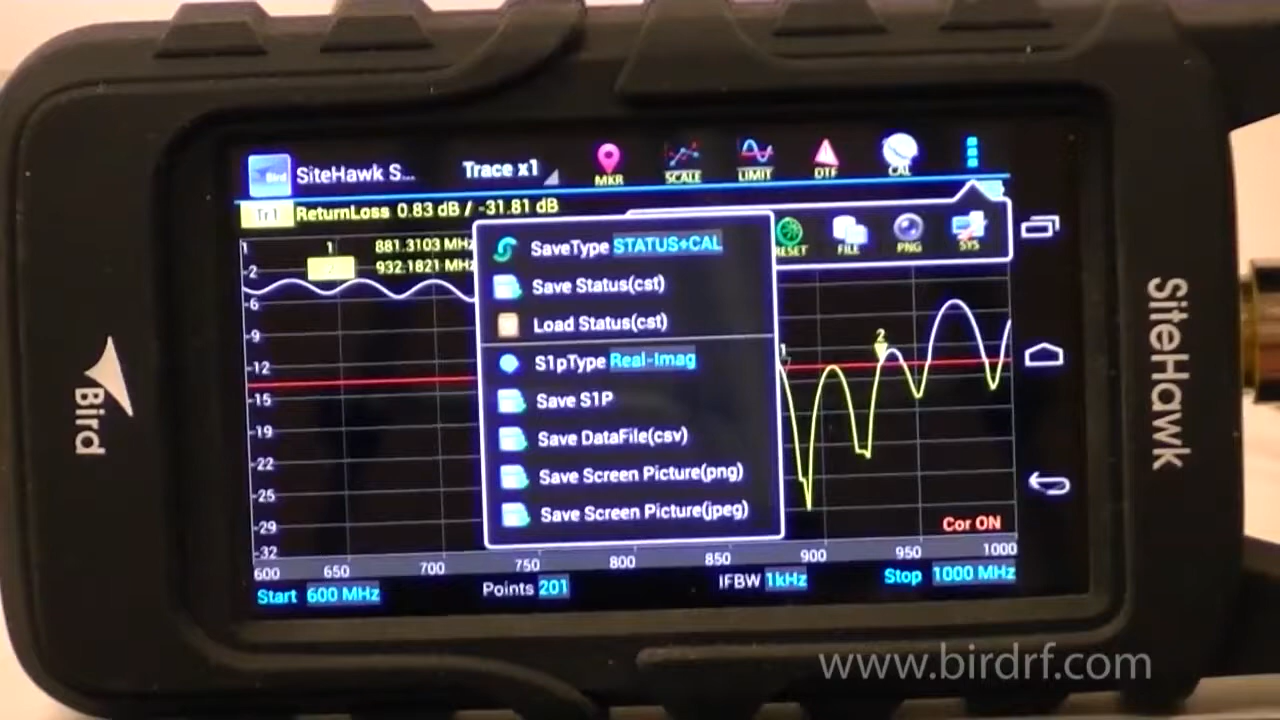 SiteHawk S... Trace x1 MKR SCALE LIMIT DTF CAL
Tr1 ReturnLoss 0.83 dB / -31.81 dB
RESET FILE PNG SYS
1 881.3103 MHz
932.1821 MHz
SaveType STATUS+CAL
Save Status(cst)
Load Status(cst)
S1pType Real-Imag
Save S1P
Save DataFile(csv)
Save Screen Picture(png)
Save Screen Picture(jpeg)
1
-2
-6
-9
-12
-15
-19
-22
-25
-29
-32
1
2
Cor ON
600 650 700 750 800 850 900 950 1000
Start 600 MHz Points 201 IFBW 1kHz Stop 1000 MHz
Bird
SiteHawk
www.birdrf.com